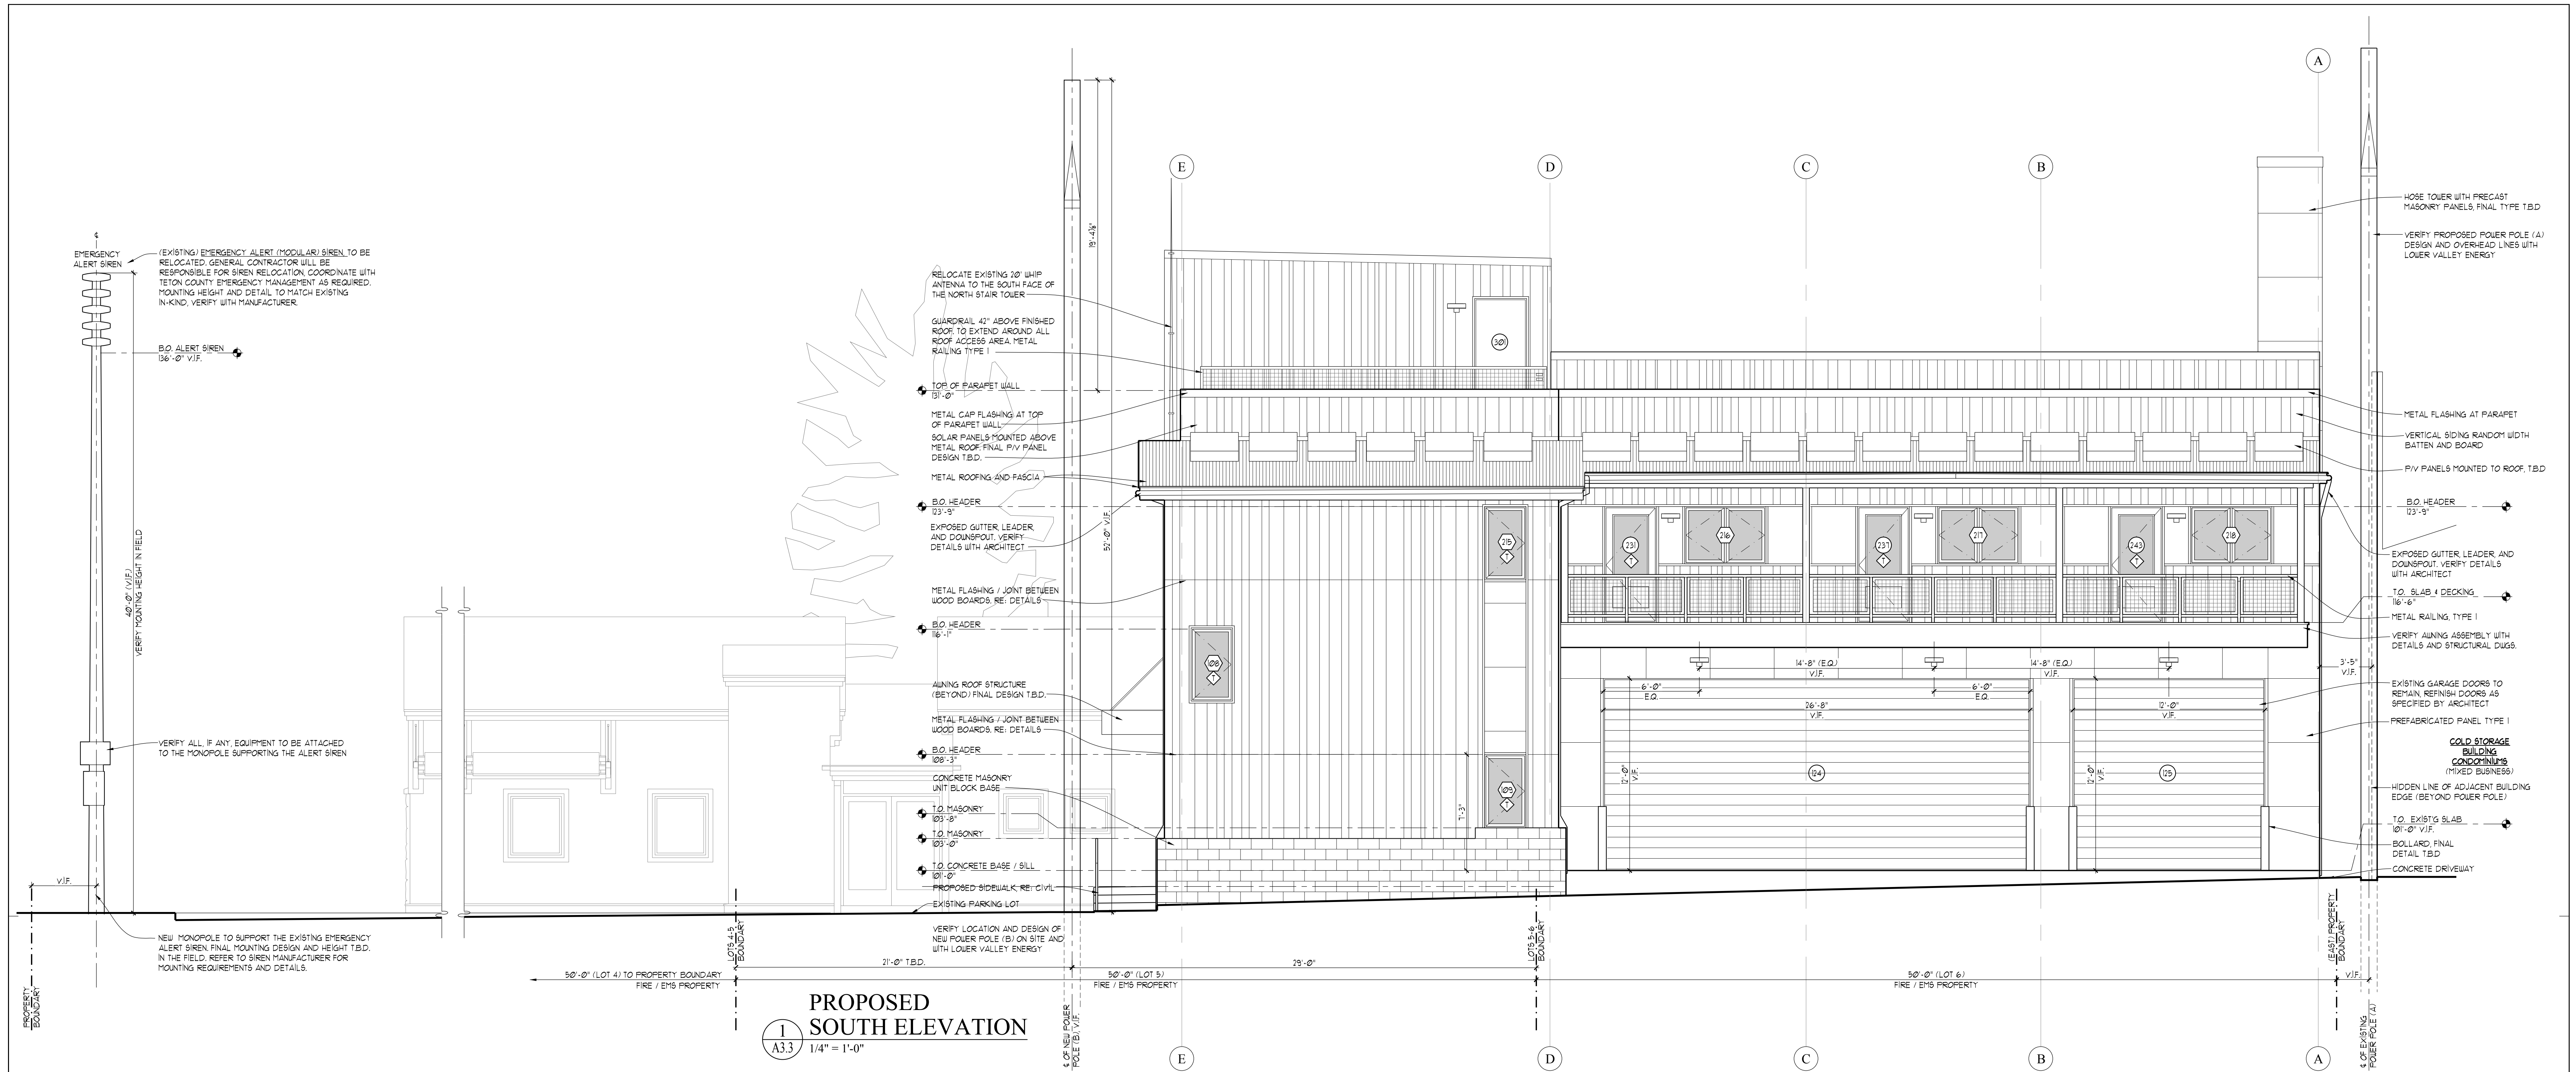 A
E
D
C
B
℄
EMERGENCY
ALERT SIREN
(EXISTING) EMERGENCY ALERT (MODULAR) SIREN TO BE
RELOCATED. GENERAL CONTRACTOR WILL BE
RESPONSIBLE FOR SIREN RELOCATION, COORDINATE WITH
TETON COUNTY EMERGENCY MANAGEMENT AS REQUIRED.
MOUNTING HEIGHT AND DETAIL TO MATCH EXISTING
IN-KIND, VERIFY WITH MANUFACTURER.
B.O. ALERT SIREN
136'-0" V.I.F.
40'-0" (V.I.F.)
VERIFY MOUNTING HEIGHT IN FIELD
VERIFY ALL, IF ANY, EQUIPMENT TO BE ATTACHED
TO THE MONOPOLE SUPPORTING THE ALERT SIREN
V.I.F.
NEW MONOPOLE TO SUPPORT THE EXISTING EMERGENCY
ALERT SIREN. FINAL MOUNTING DESIGN AND HEIGHT T.B.D.
IN THE FIELD. REFER TO SIREN MANUFACTURER FOR
MOUNTING REQUIREMENTS AND DETAILS.
PROPERTY
BOUNDARY
RELOCATE EXISTING 20' WHIP
ANTENNA TO THE SOUTH FACE OF
THE NORTH STAIR TOWER
GUARDRAIL 42" ABOVE FINISHED
ROOF. TO EXTEND AROUND ALL
ROOF ACCESS AREA. METAL
RAILING TYPE 1
TOP OF PARAPET WALL
131'-0"
METAL CAP FLASHING AT TOP
OF PARAPET WALL
SOLAR PANELS MOUNTED ABOVE
METAL ROOF. FINAL P/V PANEL
DESIGN T.B.D.
METAL ROOFING AND FASCIA
B.O. HEADER
123'-9"
EXPOSED GUTTER, LEADER,
AND DOWNSPOUT. VERIFY
DETAILS WITH ARCHITECT
METAL FLASHING / JOINT BETWEEN
WOOD BOARDS. RE: DETAILS
B.O. HEADER
116'-1"
AWNING ROOF STRUCTURE
(BEYOND) FINAL DESIGN T.B.D.
METAL FLASHING / JOINT BETWEEN
WOOD BOARDS. RE: DETAILS
B.O. HEADER
108'-3"
CONCRETE MASONRY
UNIT BLOCK BASE
T.O. MASONRY
103'-8"
T.O. MASONRY
103'-0"
T.O. CONCRETE BASE / SILL
101'-0"
PROPOSED SIDEWALK, RE: CIVIL
EXISTING PARKING LOT
VERIFY LOCATION AND DESIGN OF
NEW POWER POLE (B) ON SITE AND
WITH LOWER VALLEY ENERGY
19'-4⅛"
52'-0" V.I.F.
301
215
T
108
T
109
T
7'-3"
231
T
216
237
T
217
243
T
218
14'-8" (E.Q.)
V.I.F.
14'-8" (E.Q.)
V.I.F.
6'-0"
E.Q.
6'-0"
E.Q.
26'-8"
V.I.F.
12'-0"
V.I.F.
12'-0"
V.I.F.
12'-0"
V.I.F.
124
125
3'-5"
V.I.F.
HOSE TOWER WITH PRECAST
MASONRY PANELS, FINAL TYPE T.B.D
VERIFY PROPOSED POWER POLE (A)
DESIGN AND OVERHEAD LINES WITH
LOWER VALLEY ENERGY
METAL FLASHING AT PARAPET
VERTICAL SIDING RANDOM WIDTH
BATTEN AND BOARD
P/V PANELS MOUNTED TO ROOF, T.B.D
B.O. HEADER
123'-9"
EXPOSED GUTTER, LEADER, AND
DOWNSPOUT. VERIFY DETAILS
WITH ARCHITECT
T.O. SLAB & DECKING
116'-6"
METAL RAILING, TYPE 1
VERIFY AWNING ASSEMBLY WITH
DETAILS AND STRUCTURAL DWGS.
EXISTING GARAGE DOORS TO
REMAIN, REFINISH DOORS AS
SPECIFIED BY ARCHITECT
PREFABRICATED PANEL TYPE 1
COLD STORAGE
BUILDING
CONDOMINIUMS
(MIXED BUSINESS)
HIDDEN LINE OF ADJACENT BUILDING
EDGE (BEYOND POWER POLE)
T.O. EXIST'G SLAB
101'-0" V.I.F.
BOLLARD, FINAL
DETAIL T.B.D
CONCRETE DRIVEWAY
LOTS 4-5
BOUNDARY
LOTS 5-6
BOUNDARY
(EAST) PROPERTY
BOUNDARY
21'-0" T.B.D.
29'-0"
50'-0" (LOT 4) TO PROPERTY BOUNDARY
FIRE / EMS PROPERTY
50'-0" (LOT 5)
FIRE / EMS PROPERTY
50'-0" (LOT 6)
FIRE / EMS PROPERTY
V.I.F.
℄ OF NEW POWER
POLE (B), V.I.F.
℄ OF EXISTING
POWER POLE (A)
1
A3.3
PROPOSED
SOUTH ELEVATION
1/4" = 1'-0"
E
D
C
B
A